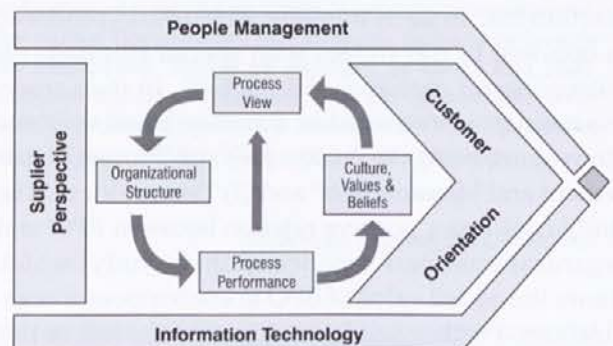 People Management
Suplier
Perspective
Process
View
Organizational
Structure
Culture,
Values &
Beliefs
Process
Performance
Customer
Orientation
Information Technology